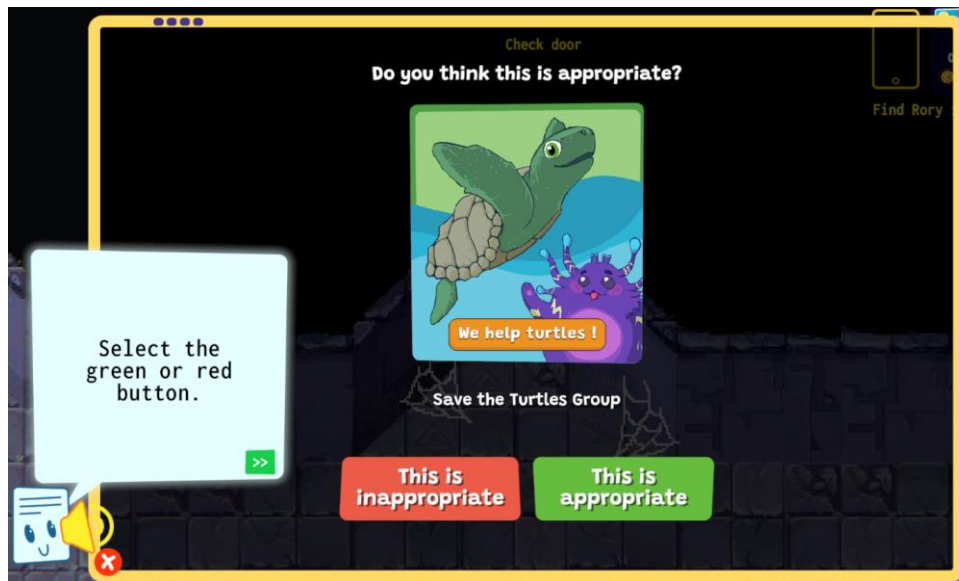 Check door
Do you think this is appropriate?
Find Rory
We help turtles !
Save the Turtles Group
Select the
green or red
button.
>>
This is
inappropriate
This is
appropriate